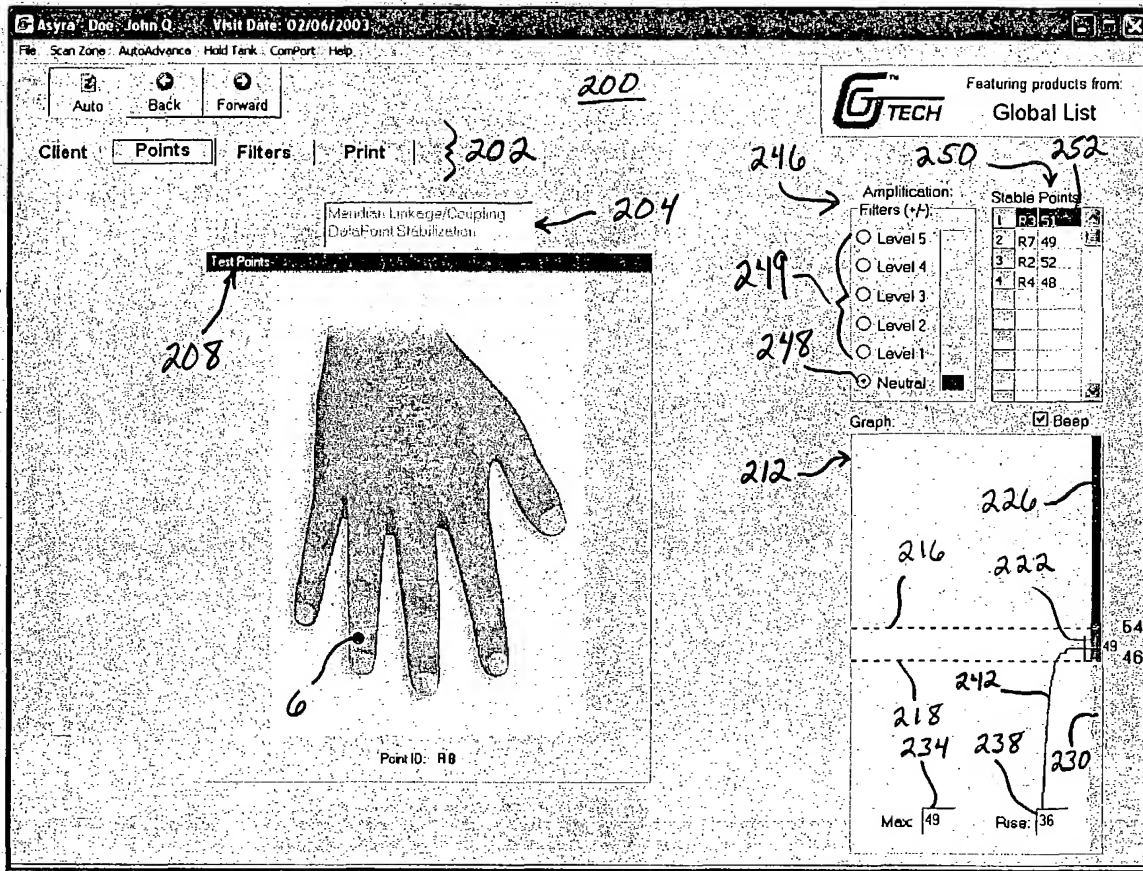 Asyra - Doe, John Q. Visit Date: 02/06/2003
File Scan Zone AutoAdvance Hold Tank ComPort Help
Auto Back Forward
200
G TECH ™
Featuring products from:
Global List
Client Points Filters Print
202
204
Meridian Linkage/Coupling
DataPoint Stabilization
Test Points
208
246
250
252
Amplification
Filters (+/-):
Level 5
Level 4
Level 3
Level 2
Level 1
Neutral
249
248
Stable Points
1 R3 51
2 R7 49
3 R2 52
4 R4 48
Graph:
Beep
212
226
216
222
54
49
46
242
218
234
238
230
Max: 49
Rise: 36
6
Point ID: R8